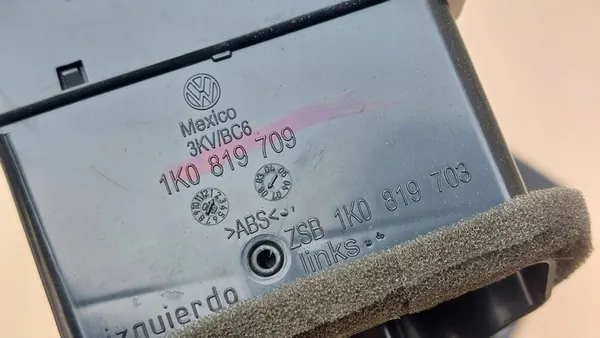 Mexico
3KV/BC6
1K0 819 709
>ABS<
ZSB 1K0 819 703
links
izquierdo